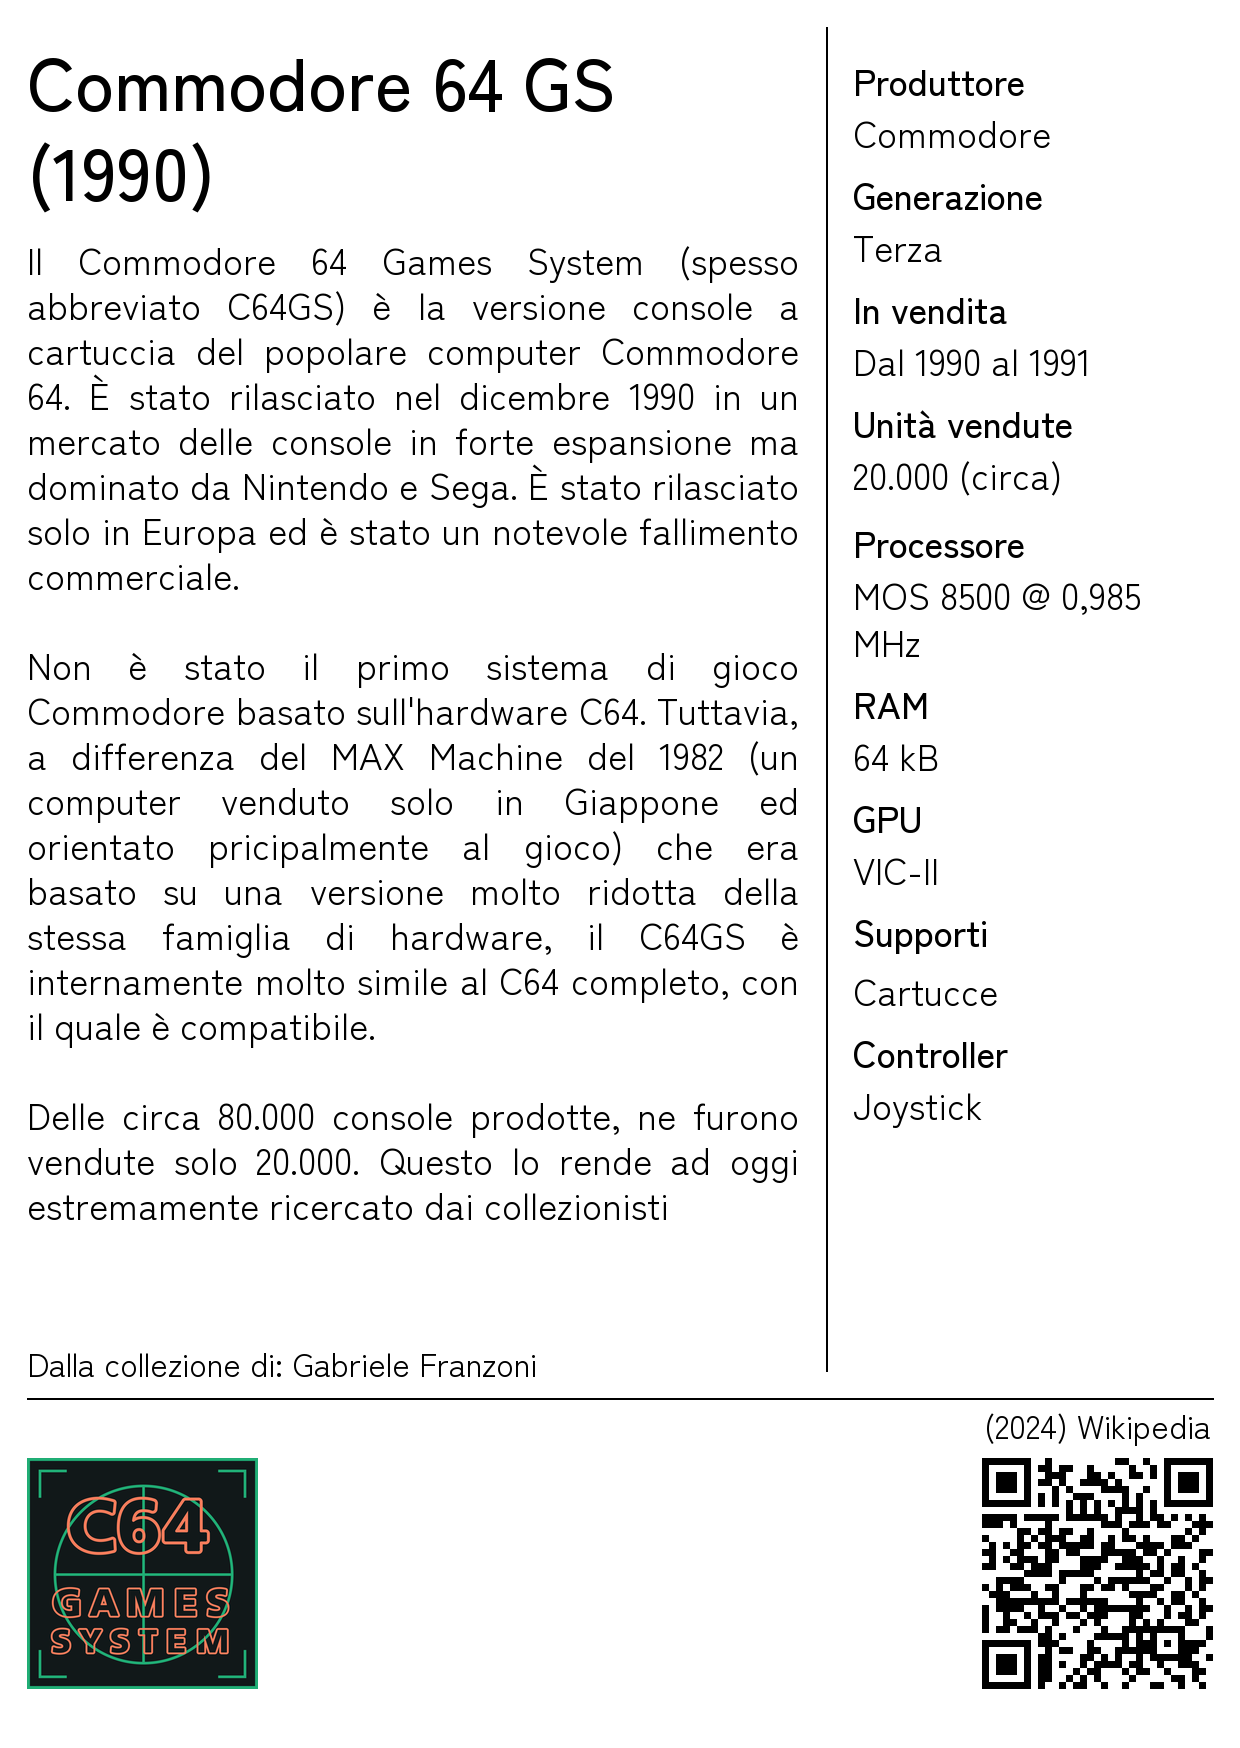 Commodore 64 GS
(1990)
Il Commodore 64 Games System (spesso
abbreviato C64GS) è la versione console a
cartuccia del popolare computer Commodore
64. È stato rilasciato nel dicembre 1990 in un
mercato delle console in forte espansione ma
dominato da Nintendo e Sega. È stato rilasciato
solo in Europa ed è stato un notevole fallimento
commerciale.
Non è stato il primo sistema di gioco
Commodore basato sull'hardware C64. Tuttavia,
a differenza del MAX Machine del 1982 (un
computer venduto solo in Giappone ed
orientato pricipalmente al gioco) che era
basato su una versione molto ridotta della
stessa famiglia di hardware, il C64GS è
internamente molto simile al C64 completo, con
il quale è compatibile.
Delle circa 80.000 console prodotte, ne furono
vendute solo 20.000. Questo lo rende ad oggi
estremamente ricercato dai collezionisti
Dalla collezione di: Gabriele Franzoni
Produttore
Commodore
Generazione
Terza
In vendita
Dal 1990 al 1991
Unità vendute
20.000 (circa)
Processore
MOS 8500 @ 0,985
MHz
RAM
64 kB
GPU
VIC-II
Supporti
Cartucce
Controller
Joystick
(2024) Wikipedia
C64
GAMES
SYSTEM